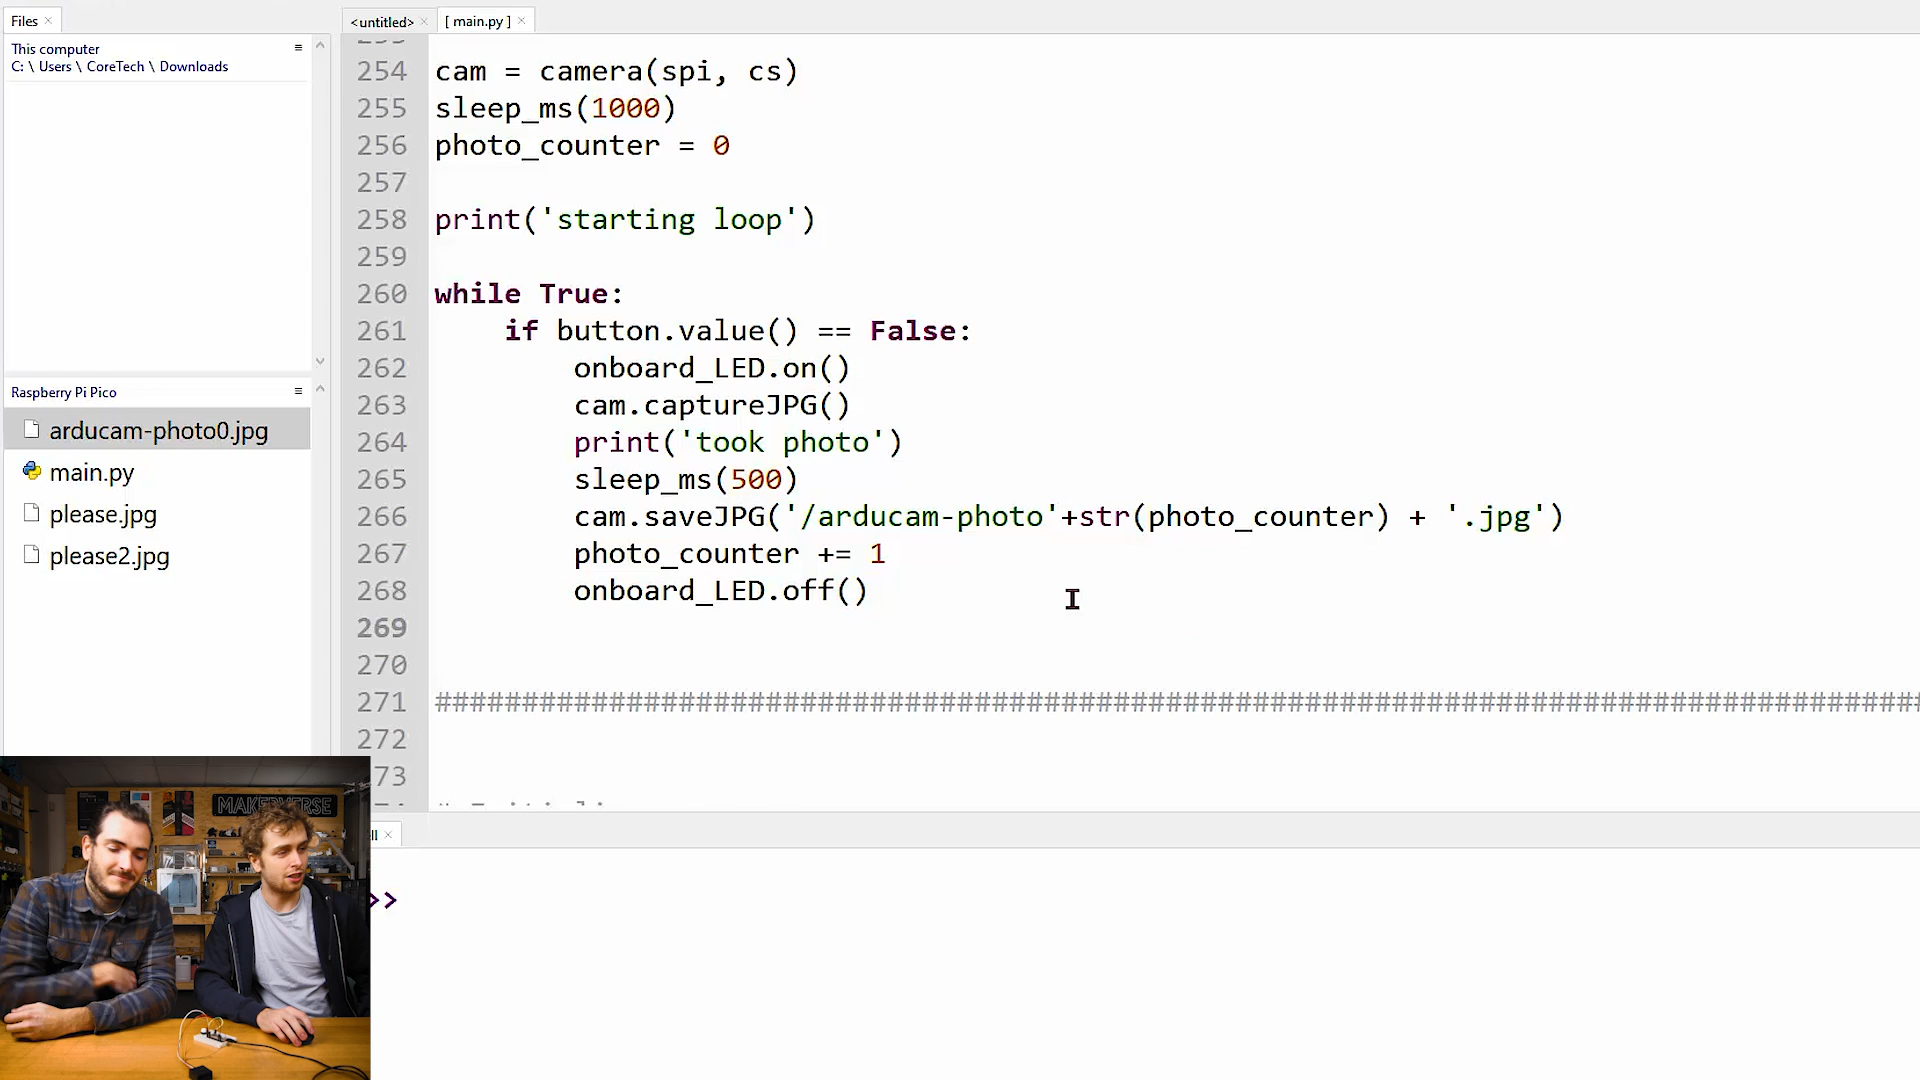 Files
This computer
C: \ Users \ CoreTech \ Downloads
Raspberry Pi Pico
arducam-photo0.jpg
main.py
please.jpg
please2.jpg
<untitled>
[ main.py ]
254 cam = camera(spi, cs)
255 sleep_ms(1000)
256 photo_counter = 0
257
258 print('starting loop')
259
260 while True:
261 if button.value() == False:
262 onboard_LED.on()
263 cam.captureJPG()
264 print('took photo')
265 sleep_ms(500)
266 cam.saveJPG('/arducam-photo'+str(photo_counter) + '.jpg')
267 photo_counter += 1
268 onboard_LED.off()
269
270
271 #####################################################################################
272
73
ll
>>
MAKERVERSE